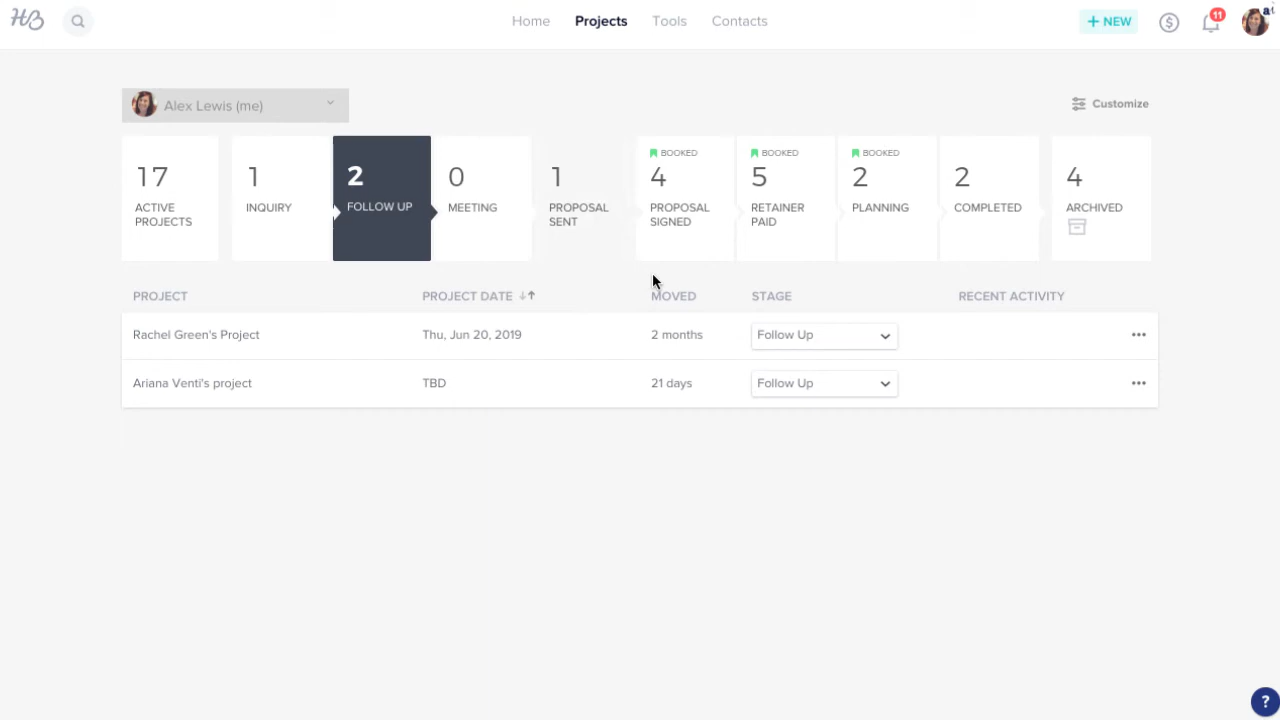 HB
Home
Projects
Tools
Contacts
+ NEW
$
11
Alex Lewis (me)
Customize
17
ACTIVE
PROJECTS
1
INQUIRY
2
FOLLOW UP
0
MEETING
1
PROPOSAL
SENT
BOOKED
4
PROPOSAL
SIGNED
BOOKED
5
RETAINER
PAID
BOOKED
2
PLANNING
2
COMPLETED
4
ARCHIVED
PROJECT
PROJECT DATE
MOVED
STAGE
RECENT ACTIVITY
Rachel Green's Project
Thu, Jun 20, 2019
2 months
Follow Up
Ariana Venti's project
TBD
21 days
Follow Up
?